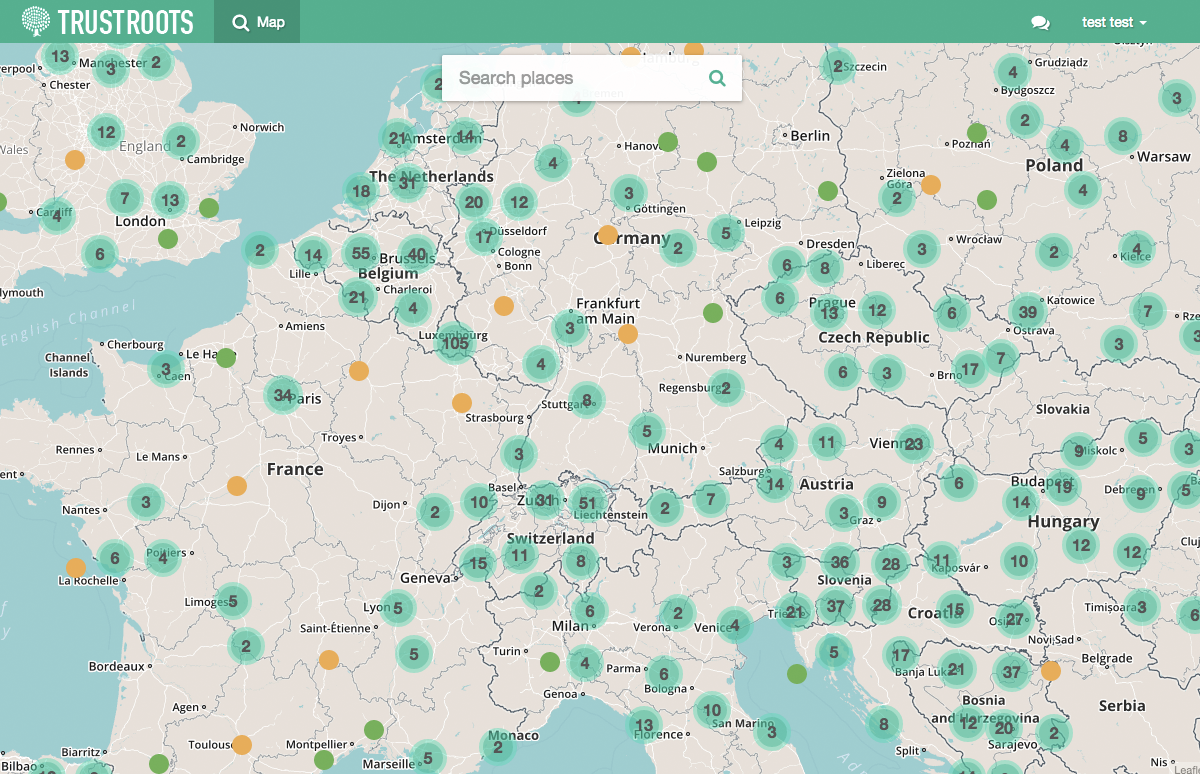 TRUSTROOTS
Map
test test
Search places
13
Manchester
3
2
Chester
Norwich
12
England
2
Cambridge
Wales
7
13
Cardiff
4
London
6
English Channel
Channel
Islands
Cherbourg
Le Ha
3
Caen
Amiens
2
14
Lille
55
Brussels
40
Belgium
21
Charleroi
4
Luxembourg
105
2
21
Amsterdam
14
The Netherlands
18
31
20
12
4
17
Düsseldorf
Cologne
Bonn
Hanov
3
Göttingen
Germany
2
5
Leipzig
Berlin
2
Szczecin
4
Grudziądz
Bydgoszcz
3
2
Poznań
4
8
Warsaw
Poland
Zielona
Góra
2
4
Dresden
3
Wrocław
2
4
Kielce
6
8
Liberec
6
Prague
13
12
6
39
Katowice
Ostrava
7
3
Czech Republic
6
3
Brno
17
7
Frankfurt
am Main
3
4
Nuremberg
Regensburg
2
Stuttgart
8
5
Munich
Strasbourg
34
Paris
Troyes
Rennes
Le Mans
France
Nantes
3
Dijon
2
3
Basel
10
Zurich
31
51
Liechtenstein
2
7
Salzburg
14
4
11
Vienna
23
Austria
3
9
Graz
Slovakia
9
Miskolc
5
3
6
Budapest
19
14
Debrecen
9
5
Hungary
12
12
10
11
Kaposvár
Switzerland
15
11
8
Geneva
2
6
Milan
6
4
La Rochelle
Poitiers
Limoges
5
Lyon
5
Saint-Étienne
5
2
Bordeaux
Agen
Toulouse
Montpellier
Marseille
5
Biarritz
Bilbao
Turin
4
Parma
6
Bologna
Genoa
Verona
2
Venice
4
Monaco
2
13
Florence
10
San Marino
3
3
36
28
Slovenia
Trieste
21
37
28
Croatia
15
27
5
17
Banja Luka
21
37
Bosnia
and Herzegovina
12
20
Sarajevo
2
8
Split
Timișoara
3
6
Novi Sad
Belgrade
Serbia
Nis